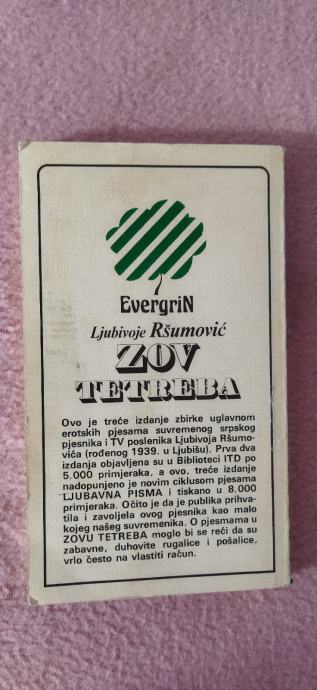 EvergriN
Ljubivoje Ršumović
ZOV
TETREBA
Ovo je treće izdanje zbirke uglavnom
erotskih pjesama suvremenog srpskog
pjesnika i TV poslenika Ljubivoja Ršumo-
vića (rođenog 1939. u Ljubišu). Prva dva
izdanja objavljena su u Biblioteci ITD po
5.000 primjeraka, a ovo, treće izdanje
nadopunjeno je novim ciklusom pjesama
LJUBAVNA PISMA i tiskano u 8.000
primjeraka. Očito je da je publika prihva-
tila i zavoljela ovog pjesnika kao malo
kojeg našeg suvremenika. O pjesmama u
ZOVU TETREBA moglo bi se reći da su
zabavne, duhovite rugalice i pošalice,
vrlo često na vlastiti račun.